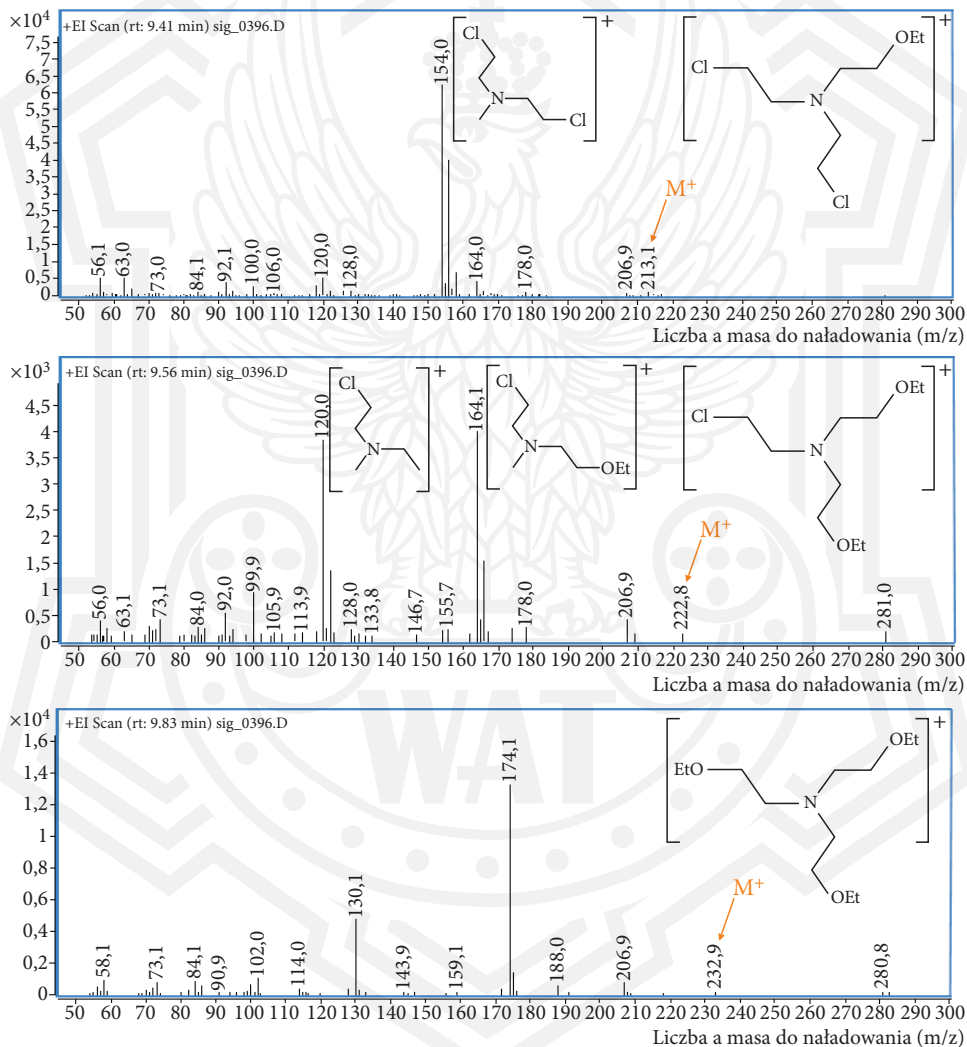 ×10⁴
+EI Scan (rt: 9.41 min) sig_0396.D
7,5
7
6,5
6
5,5
5
4,5
4
3,5
3
2,5
2
1,5
1
0,5
0
56,1 63,0 73,0 84,1 92,1 100,0 106,0 120,0 128,0 154,0 164,0 178,0 206,9 213,1
M⁺
Cl N Cl +
Cl N OEt Cl +
50 60 70 80 90 100 110 120 130 140 150 160 170 180 190 200 210 220 230 240 250 260 270 280 290 300
Liczba a masa do naładowania (m/z)
×10³
+EI Scan (rt: 9.56 min) sig_0396.D
4,5
4
3,5
3
2,5
2
1,5
1
0,5
0
56,0 63,1 73,1 84,0 92,0 99,9 105,9 113,9 120,0 128,0 133,8 146,7 155,7 164,1 178,0 206,9 222,8 281,0
M⁺
Cl N +
Cl N OEt +
Cl N OEt OEt +
50 60 70 80 90 100 110 120 130 140 150 160 170 180 190 200 210 220 230 240 250 260 270 280 290 300
Liczba a masa do naładowania (m/z)
×10⁴
+EI Scan (rt: 9.83 min) sig_0396.D
1,6
1,4
1,2
1
0,8
0,6
0,4
0,2
0
58,1 73,1 84,1 90,9 102,0 114,0 130,1 143,9 159,1 174,1 188,0 206,9 232,9 280,8
M⁺
EtO N OEt OEt +
WAT
50 60 70 80 90 100 110 120 130 140 150 160 170 180 190 200 210 220 230 240 250 260 270 280 290 300
Liczba a masa do naładowania (m/z)